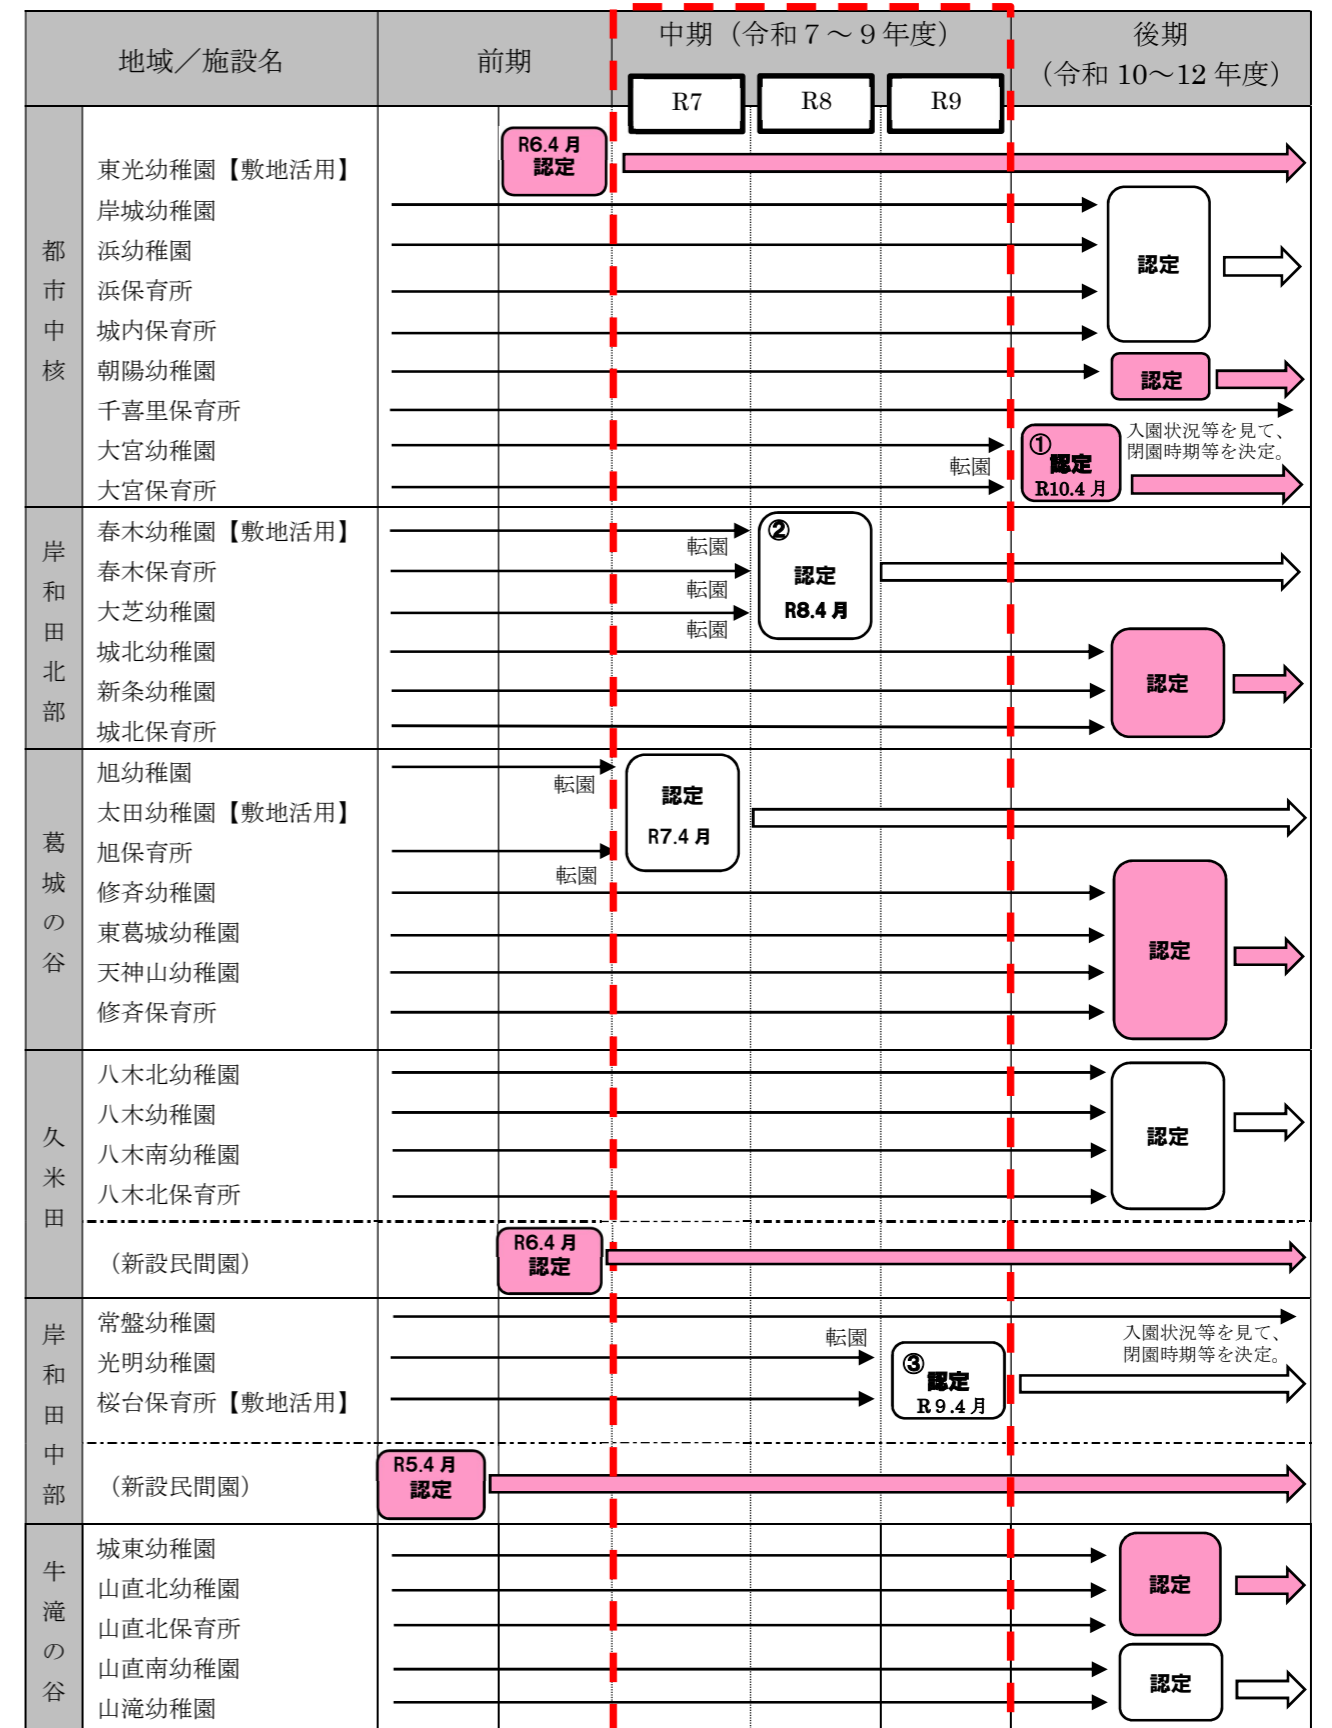 地域／施設名
前期
中期（令和７～９年度）
後期
（令和 10～12 年度）
R7
R8
R9
都市中核
東光幼稚園【敷地活用】
R6.4 月
認定
岸城幼稚園
浜幼稚園
浜保育所
城内保育所
認定
朝陽幼稚園
認定
千喜里保育所
大宮幼稚園
転園
大宮保育所
①
認定
R10.4 月
入園状況等を見て、
閉園時期等を決定。
岸和田北部
春木幼稚園【敷地活用】
転園
春木保育所
転園
大芝幼稚園
転園
②
認定
R8.4 月
城北幼稚園
新条幼稚園
城北保育所
認定
葛城の谷
旭幼稚園
転園
太田幼稚園【敷地活用】
旭保育所
転園
認定
R7.4 月
修斉幼稚園
東葛城幼稚園
天神山幼稚園
修斉保育所
認定
久米田
八木北幼稚園
八木幼稚園
八木南幼稚園
八木北保育所
認定
（新設民間園）
R6.4 月
認定
岸和田中部
常盤幼稚園
光明幼稚園
転園
桜台保育所【敷地活用】
③
認定
R９.4 月
入園状況等を見て、
閉園時期等を決定。
（新設民間園）
R5.4 月
認定
牛滝の谷
城東幼稚園
山直北幼稚園
山直北保育所
認定
山直南幼稚園
山滝幼稚園
認定